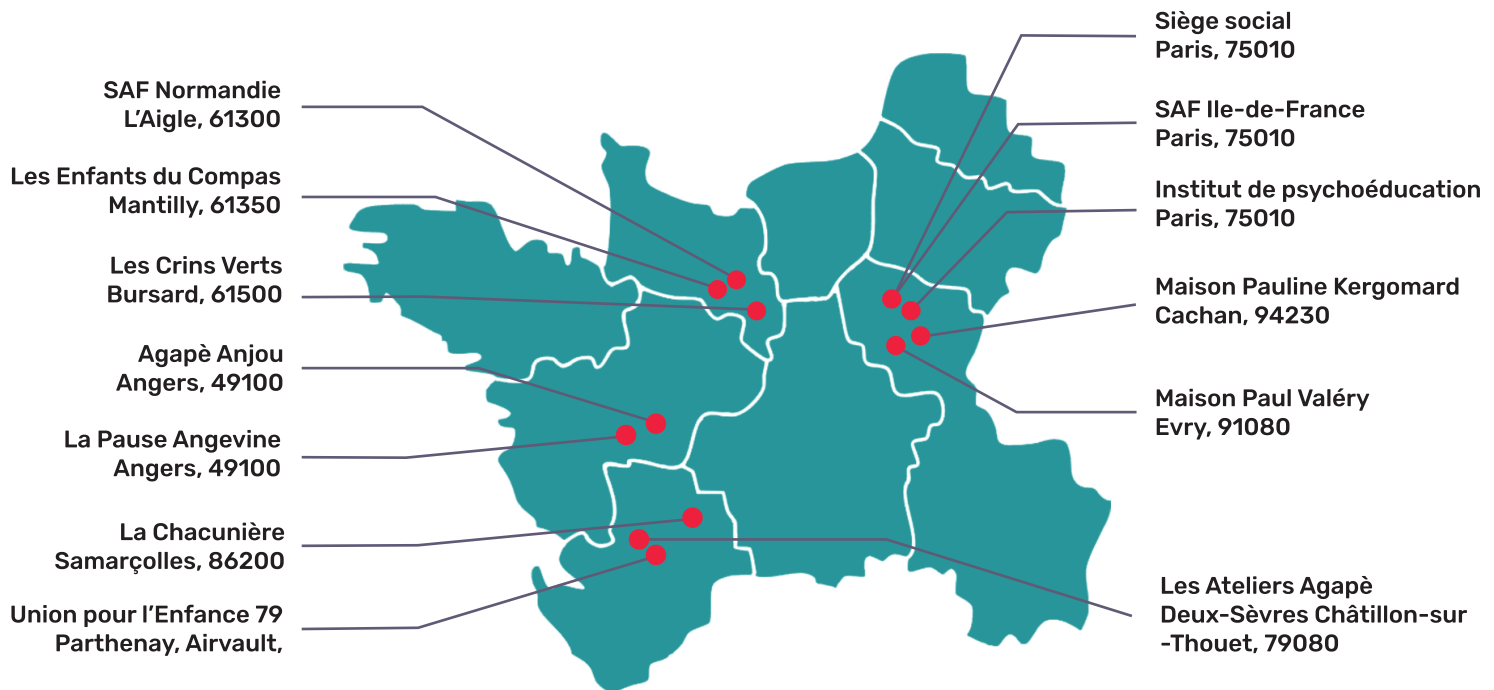 SAF Normandie
L'Aigle, 61300
Les Enfants du Compas
Mantilly, 61350
Les Crins Verts
Bursard, 61500
Agapè Anjou
Angers, 49100
La Pause Angevine
Angers, 49100
La Chacunière
Samarçolles, 86200
Union pour l'Enfance 79
Parthenay, Airvault,
Siège social
Paris, 75010
SAF Ile-de-France
Paris, 75010
Institut de psychoéducation
Paris, 75010
Maison Pauline Kergomard
Cachan, 94230
Maison Paul Valéry
Evry, 91080
Les Ateliers Agapè
Deux-Sèvres Châtillon-sur
-Thouet, 79080